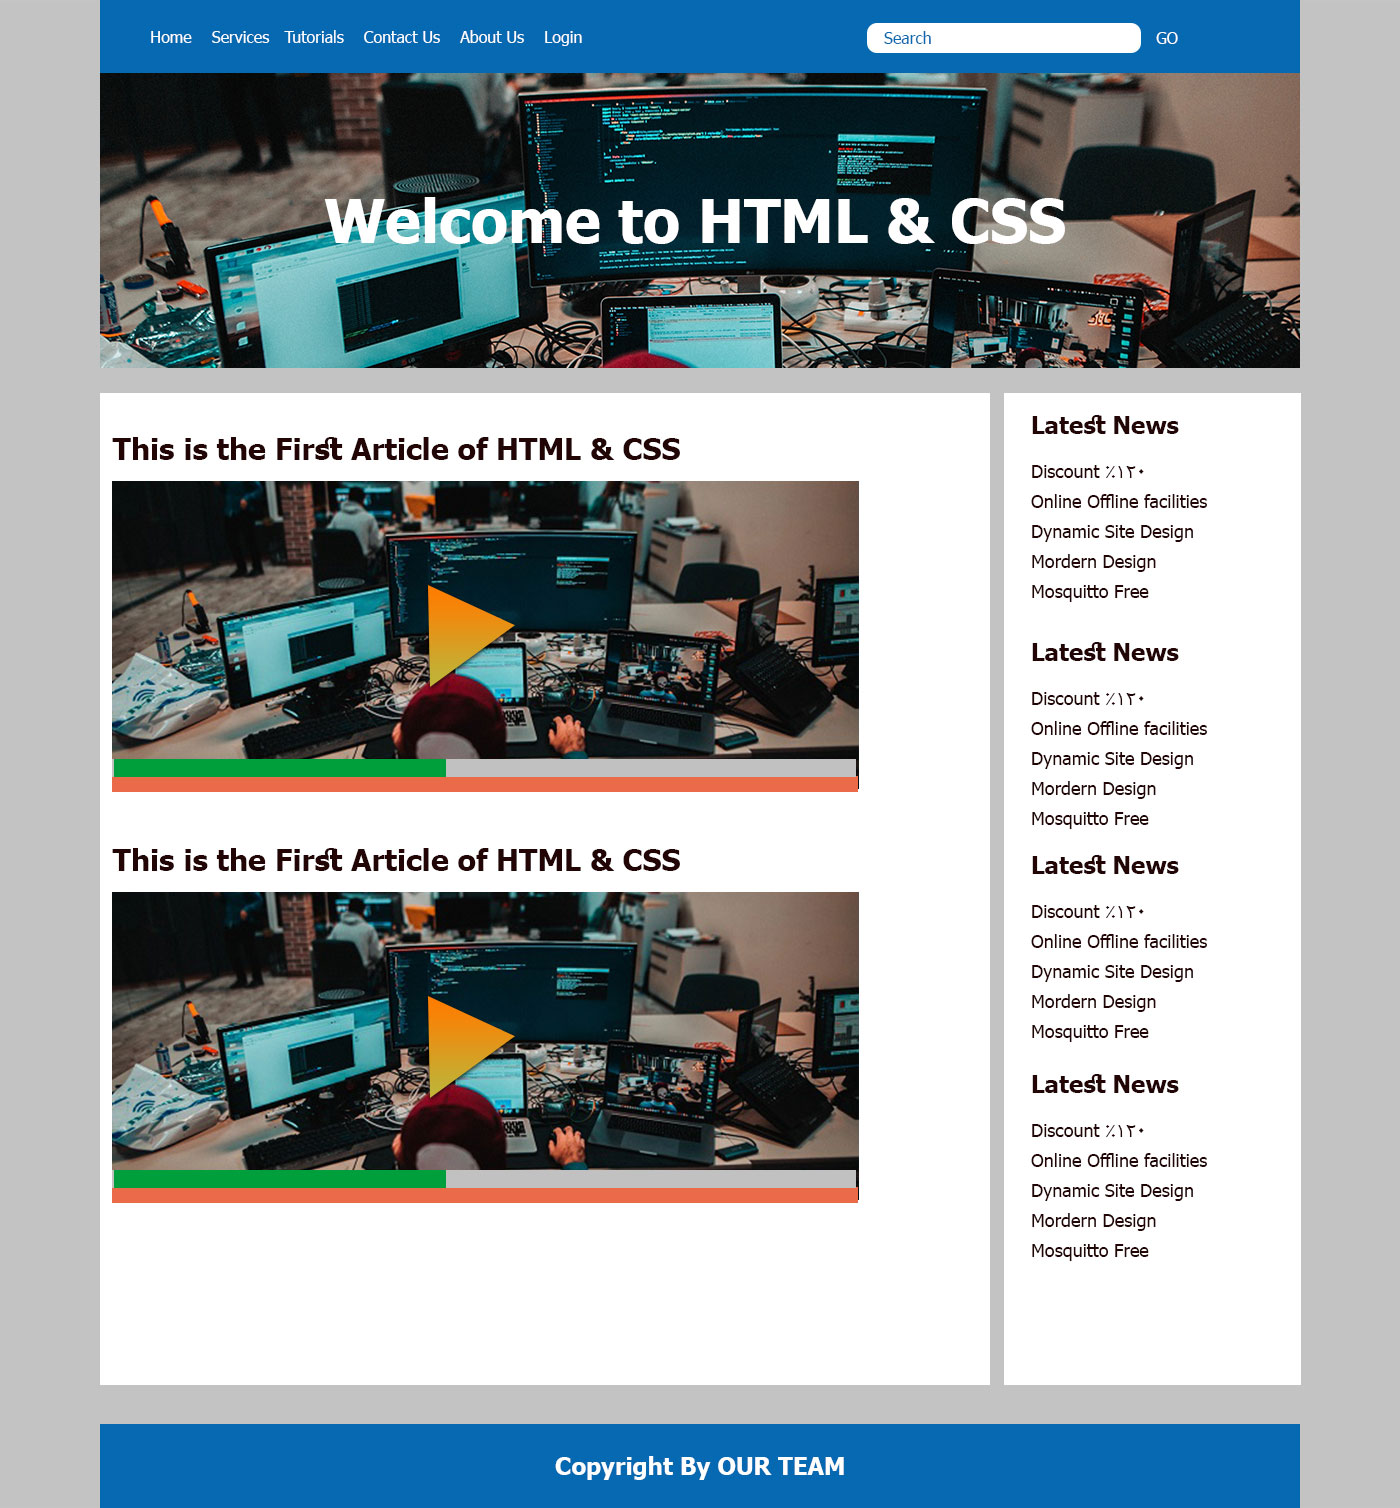 Home Services Tutorials Contact Us About Us Login Search GO
Welcome to HTML & CSS
This is the First Article of HTML & CSS
This is the First Article of HTML & CSS
Latest News
Discount ٪۱۲۰
Online Offline facilities
Dynamic Site Design
Mordern Design
Mosquitto Free
Latest News
Discount ٪۱۲۰
Online Offline facilities
Dynamic Site Design
Mordern Design
Mosquitto Free
Latest News
Discount ٪۱۲۰
Online Offline facilities
Dynamic Site Design
Mordern Design
Mosquitto Free
Latest News
Discount ٪۱۲۰
Online Offline facilities
Dynamic Site Design
Mordern Design
Mosquitto Free
Copyright By OUR TEAM